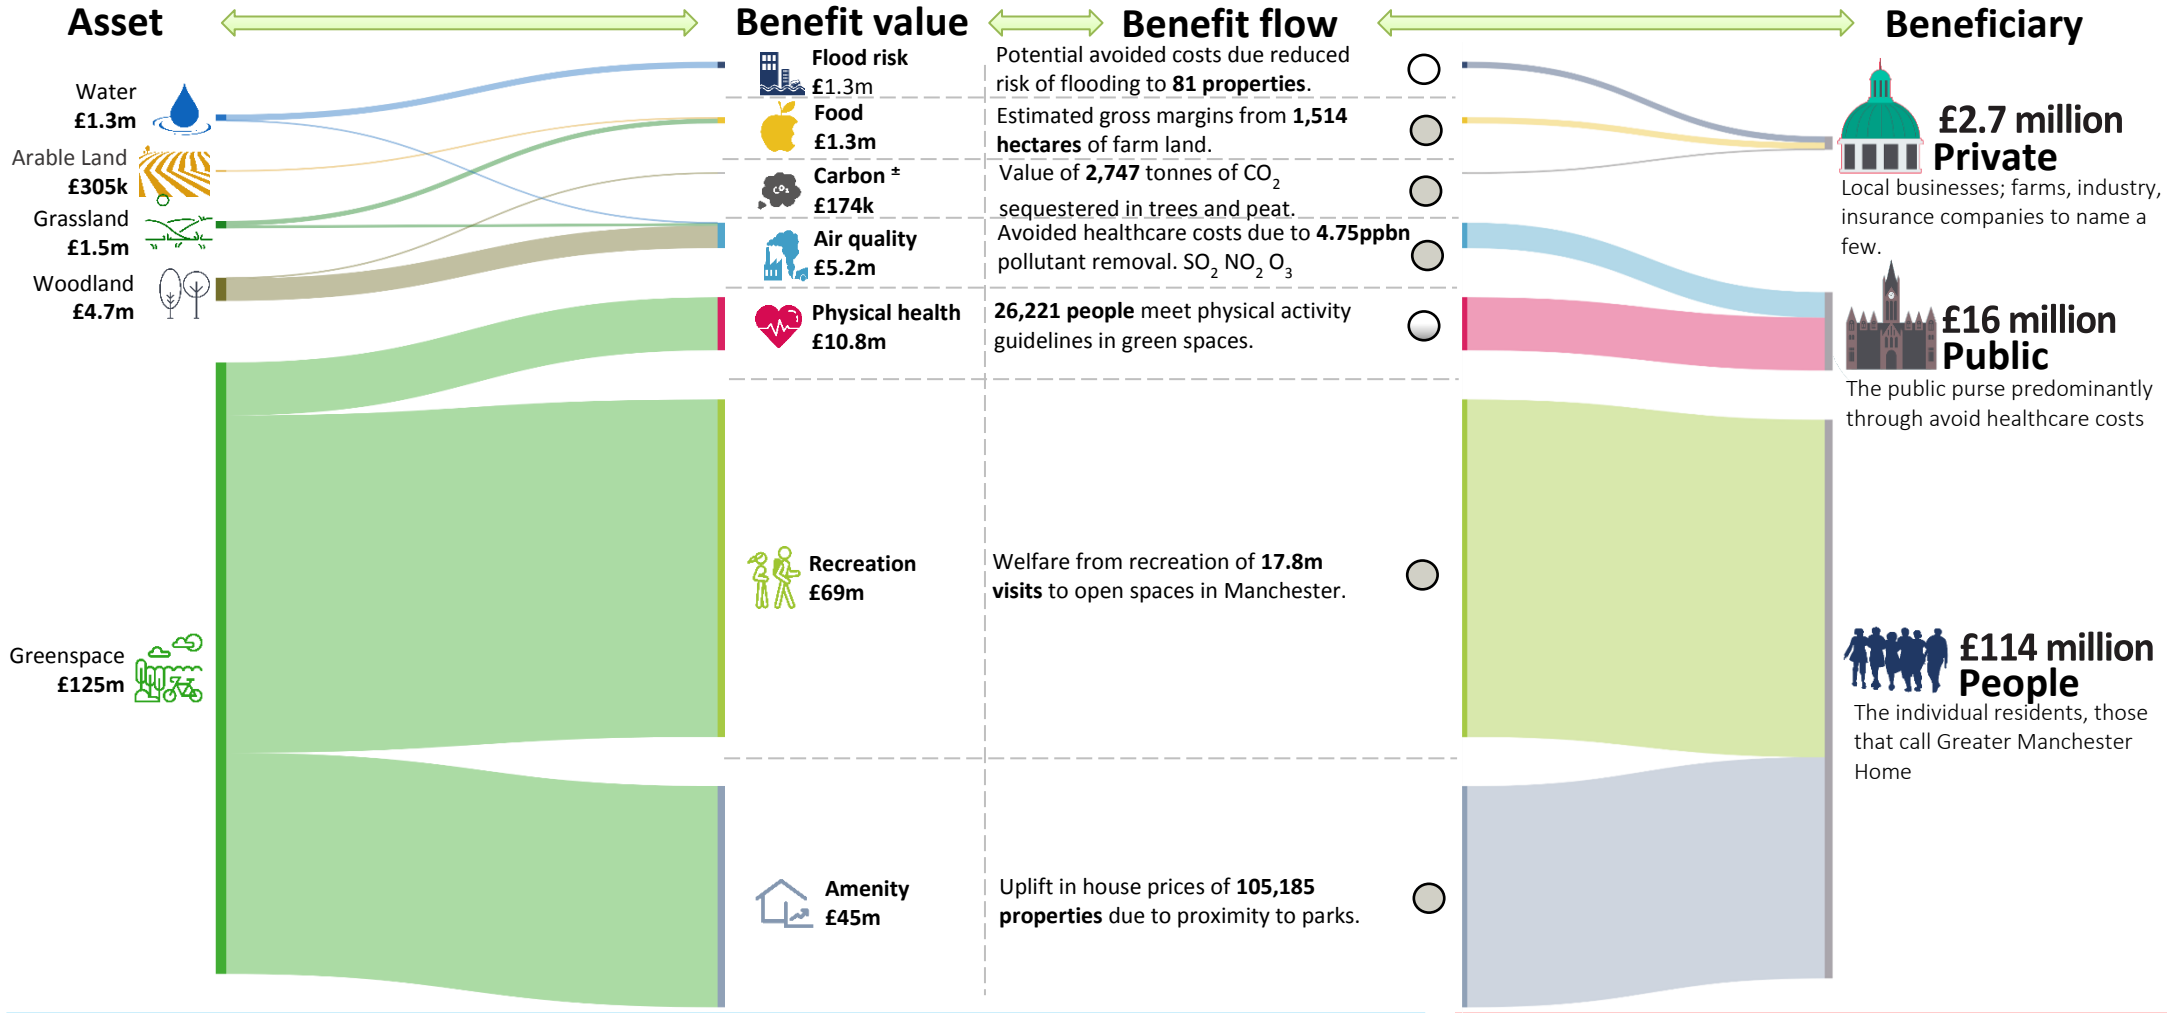 Asset
Benefit value
Benefit flow
Beneficiary
Water
£1.3m
Arable Land
£305k
Grassland
£1.5m
Woodland
£4.7m
Greenspace
£125m
Flood risk
£1.3m
Food
£1.3m
Carbon ±
£174k
CO2
Air quality
£5.2m
Physical health
£10.8m
Recreation
£69m
Amenity
£45m
Potential avoided costs due reduced
risk of flooding to 81 properties.
Estimated gross margins from 1,514
hectares of farm land.
Value of 2,747 tonnes of CO2
sequestered in trees and peat.
Avoided healthcare costs due to 4.75ppbn
pollutant removal. SO2 NO2 O3
26,221 people meet physical activity
guidelines in green spaces.
Welfare from recreation of 17.8m
visits to open spaces in Manchester.
Uplift in house prices of 105,185
properties due to proximity to parks.
£2.7 million
Private
Local businesses; farms, industry,
insurance companies to name a
few.
£16 million
Public
The public purse predominantly
through avoid healthcare costs
£114 million
People
The individual residents, those
that call Greater Manchester
Home